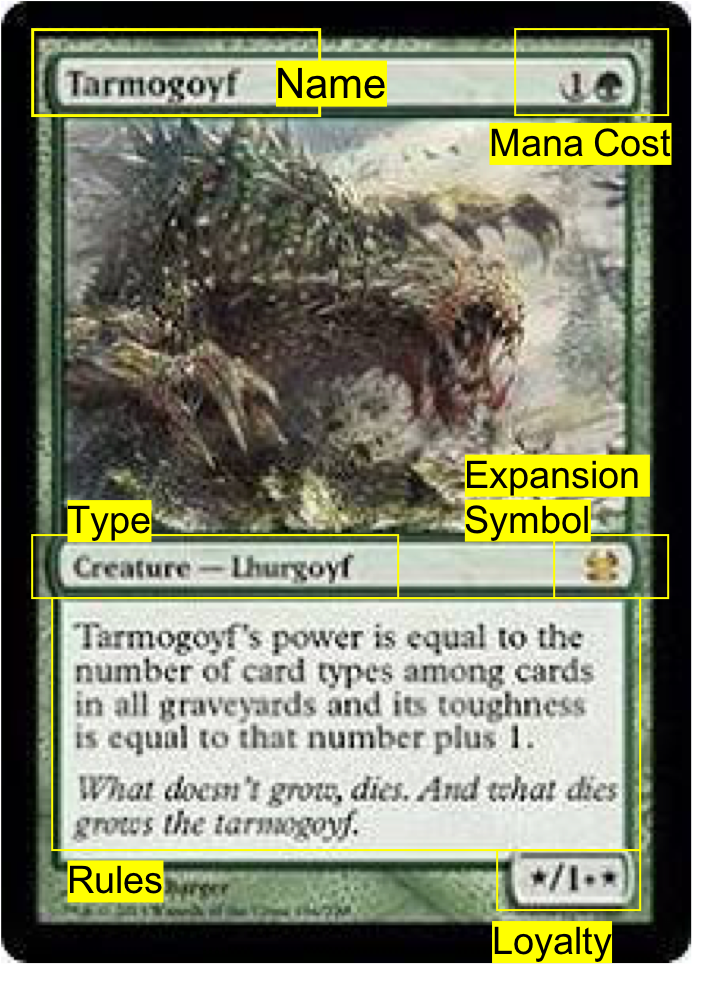 Tarmogoyf Name 1
Mana Cost
Expansion
Type Symbol
Creature — Lhurgoyf
Tarmogoyf's power is equal to the
number of card types among cards
in all graveyards and its toughness
is equal to that number plus 1.
What doesn't grow, dies. And what dies
grows the tarmogoyf.
Rules Barger
★/1+★
Loyalty